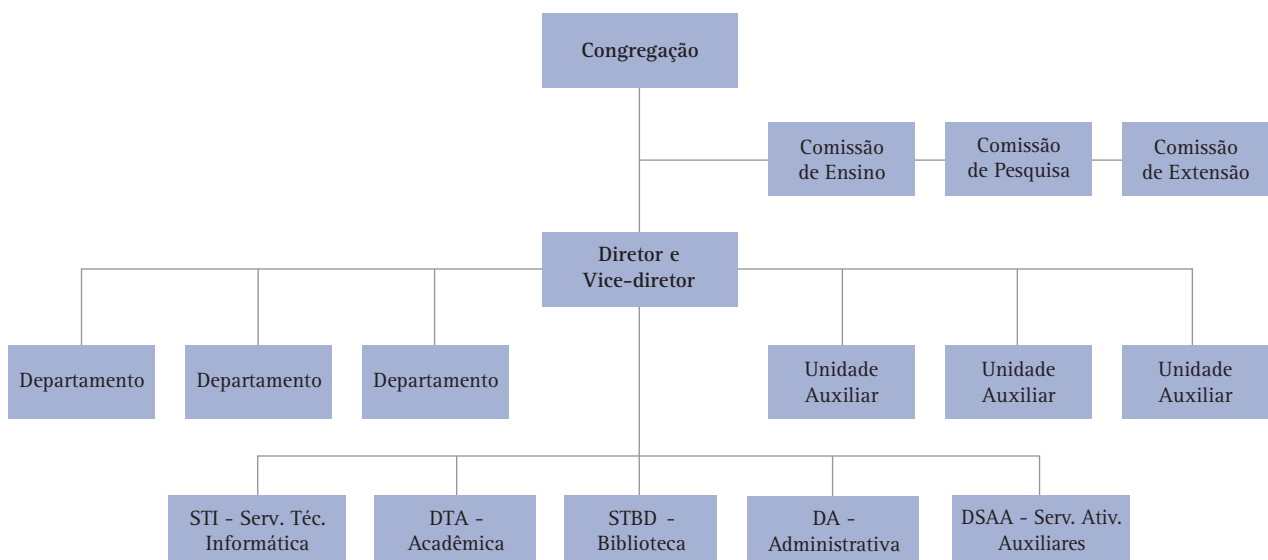 Congregação
Comissão
de Ensino
Comissão
de Pesquisa
Comissão
de Extensão
Diretor e
Vice-diretor
Departamento
Departamento
Departamento
Unidade
Auxiliar
Unidade
Auxiliar
Unidade
Auxiliar
STI - Serv. Téc.
Informática
DTA -
Acadêmica
STBD -
Biblioteca
DA -
Administrativa
DSAA - Serv. Ativ.
Auxiliares